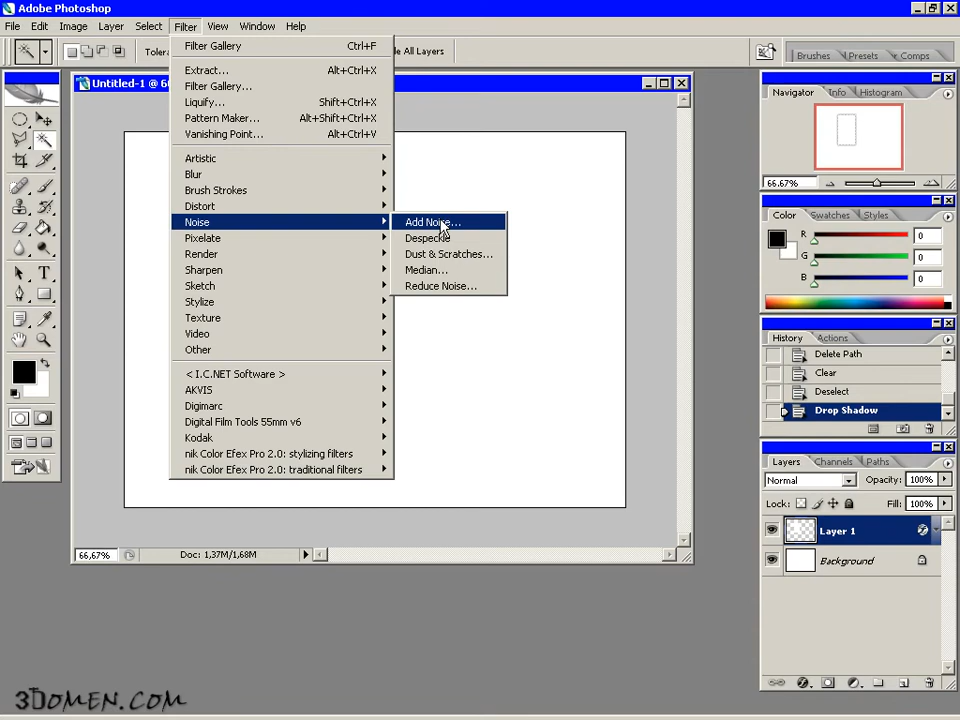 Adobe Photoshop
File Edit Image Layer Select Filter View Window Help
Filter Gallery Ctrl+F
Extract... Alt+Ctrl+X
Filter Gallery...
Liquify... Shift+Ctrl+X
Pattern Maker... Alt+Shift+Ctrl+X
Vanishing Point... Alt+Ctrl+V
Artistic
Blur
Brush Strokes
Distort
Noise
Pixelate
Render
Sharpen
Sketch
Stylize
Texture
Video
Other
< I.C.NET Software >
AKVIS
Digimarc
Digital Film Tools 55mm v6
Kodak
nik Color Efex Pro 2.0: stylizing filters
nik Color Efex Pro 2.0: traditional filters
Add Noise...
Despeckle
Dust & Scratches...
Median...
Reduce Noise...
Tolera
le All Layers
Brushes Presets Comps
Untitled-1 @ 6
66,67% Doc: 1,37M/1,68M
Navigator Info Histogram
66.67%
Color Swatches Styles
R 0
G 0
B 0
History Actions
Delete Path
Clear
Deselect
Drop Shadow
Layers Channels Paths
Normal Opacity: 100%
Lock: Fill: 100%
Layer 1
Background
3DOMEN.COM